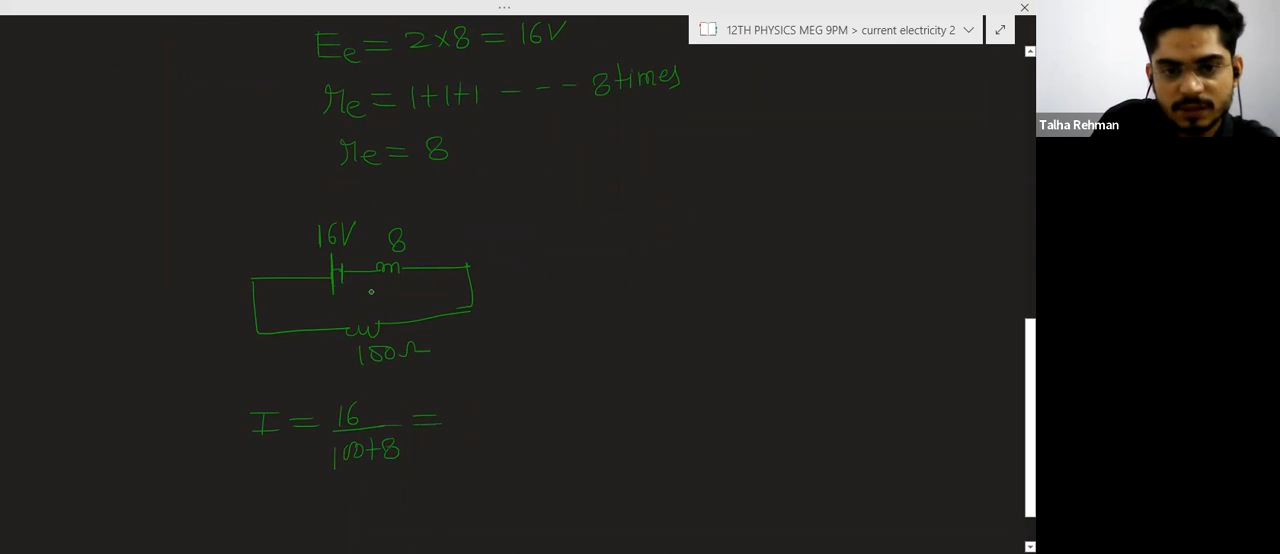 12TH PHYSICS MEG 9PM > current electricity 2
Talha Rehman
Ee = 2 × 8 = 16V
re = 1+1+1 - - - 8 times
re = 8
16V 8
100Ω
I = 16/(100+8) =